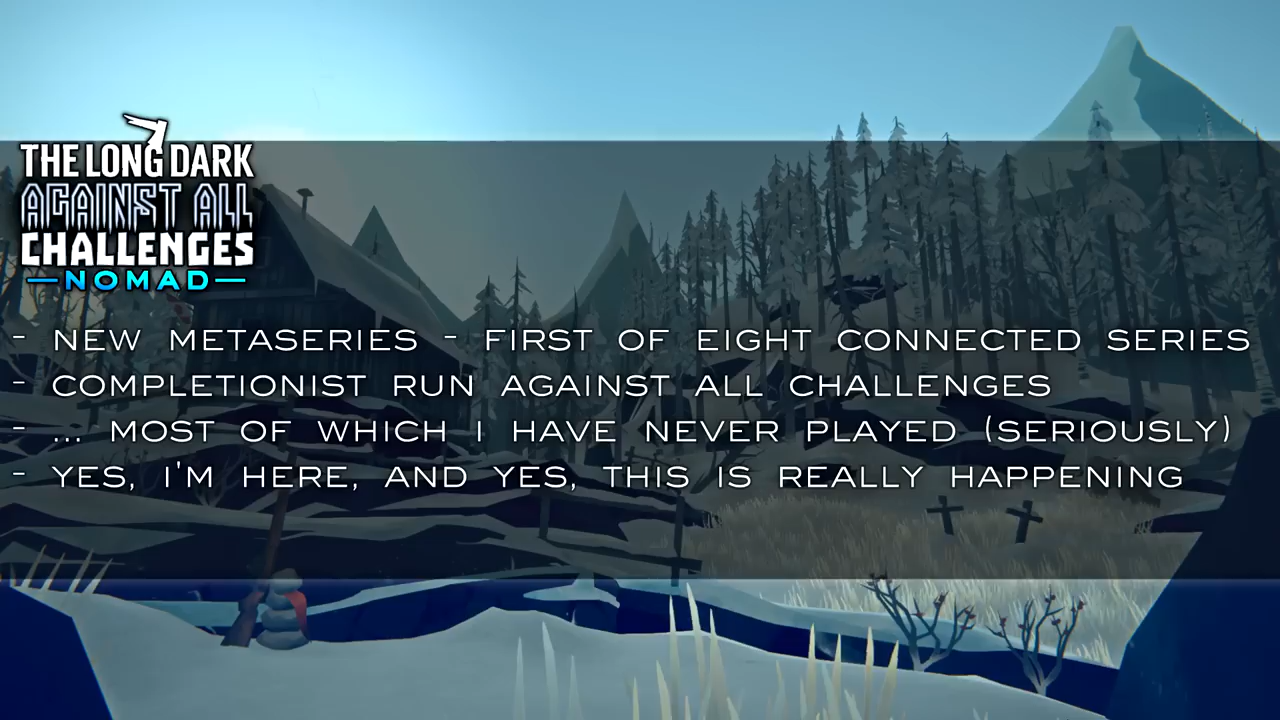 THE LONG DARK
AGAINST ALL
CHALLENGES
NOMAD
- NEW METASERIES - FIRST OF EIGHT CONNECTED SERIES
- COMPLETIONIST RUN AGAINST ALL CHALLENGES
- ... MOST OF WHICH I HAVE NEVER PLAYED (SERIOUSLY)
- YES, I'M HERE, AND YES, THIS IS REALLY HAPPENING